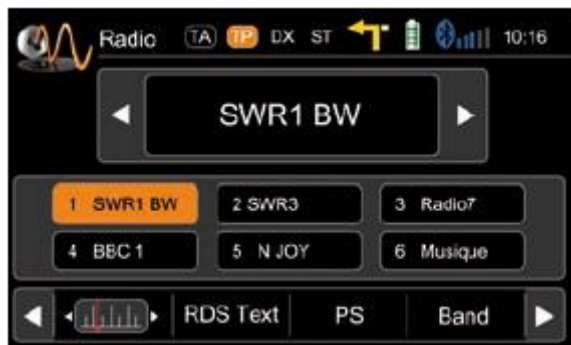 Radio TA TP DX ST 10:16
SWR1 BW
1 SWR1 BW 2 SWR3 3 Radio7
4 BBC 1 5 N JOY 6 Musique
RDS Text PS Band